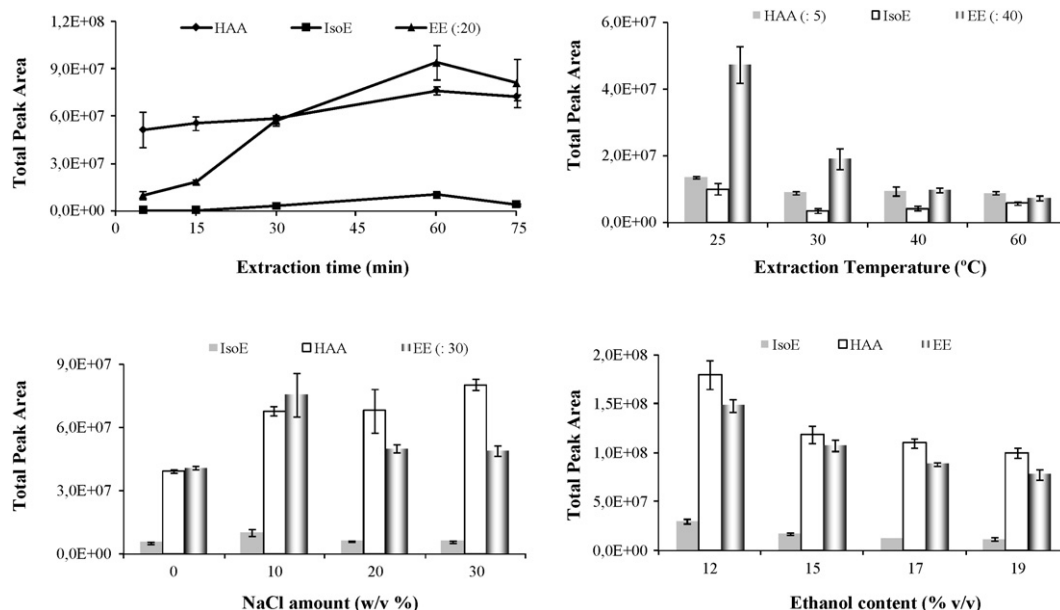 HAA IsoE EE (:20)
1,2E+08
9,0E+07
6,0E+07
3,0E+07
0,0E+00
Total Peak Area
0 15 30 45 60 75
Extraction time (min)
HAA (: 5) IsoE EE (: 40)
6,0E+07
4,0E+07
2,0E+07
0,0E+00
Total Peak Area
25 30 40 60
Extraction Temperature (ºC)
IsoE HAA EE (: 30)
9,0E+07
6,0E+07
3,0E+07
0,0E+00
Total Peak Area
0 10 20 30
NaCl amount (w/v %)
IsoE HAA EE
2,0E+08
1,5E+08
1,0E+08
5,0E+07
0,0E+00
Total Peak Area
12 15 17 19
Ethanol content (% v/v)